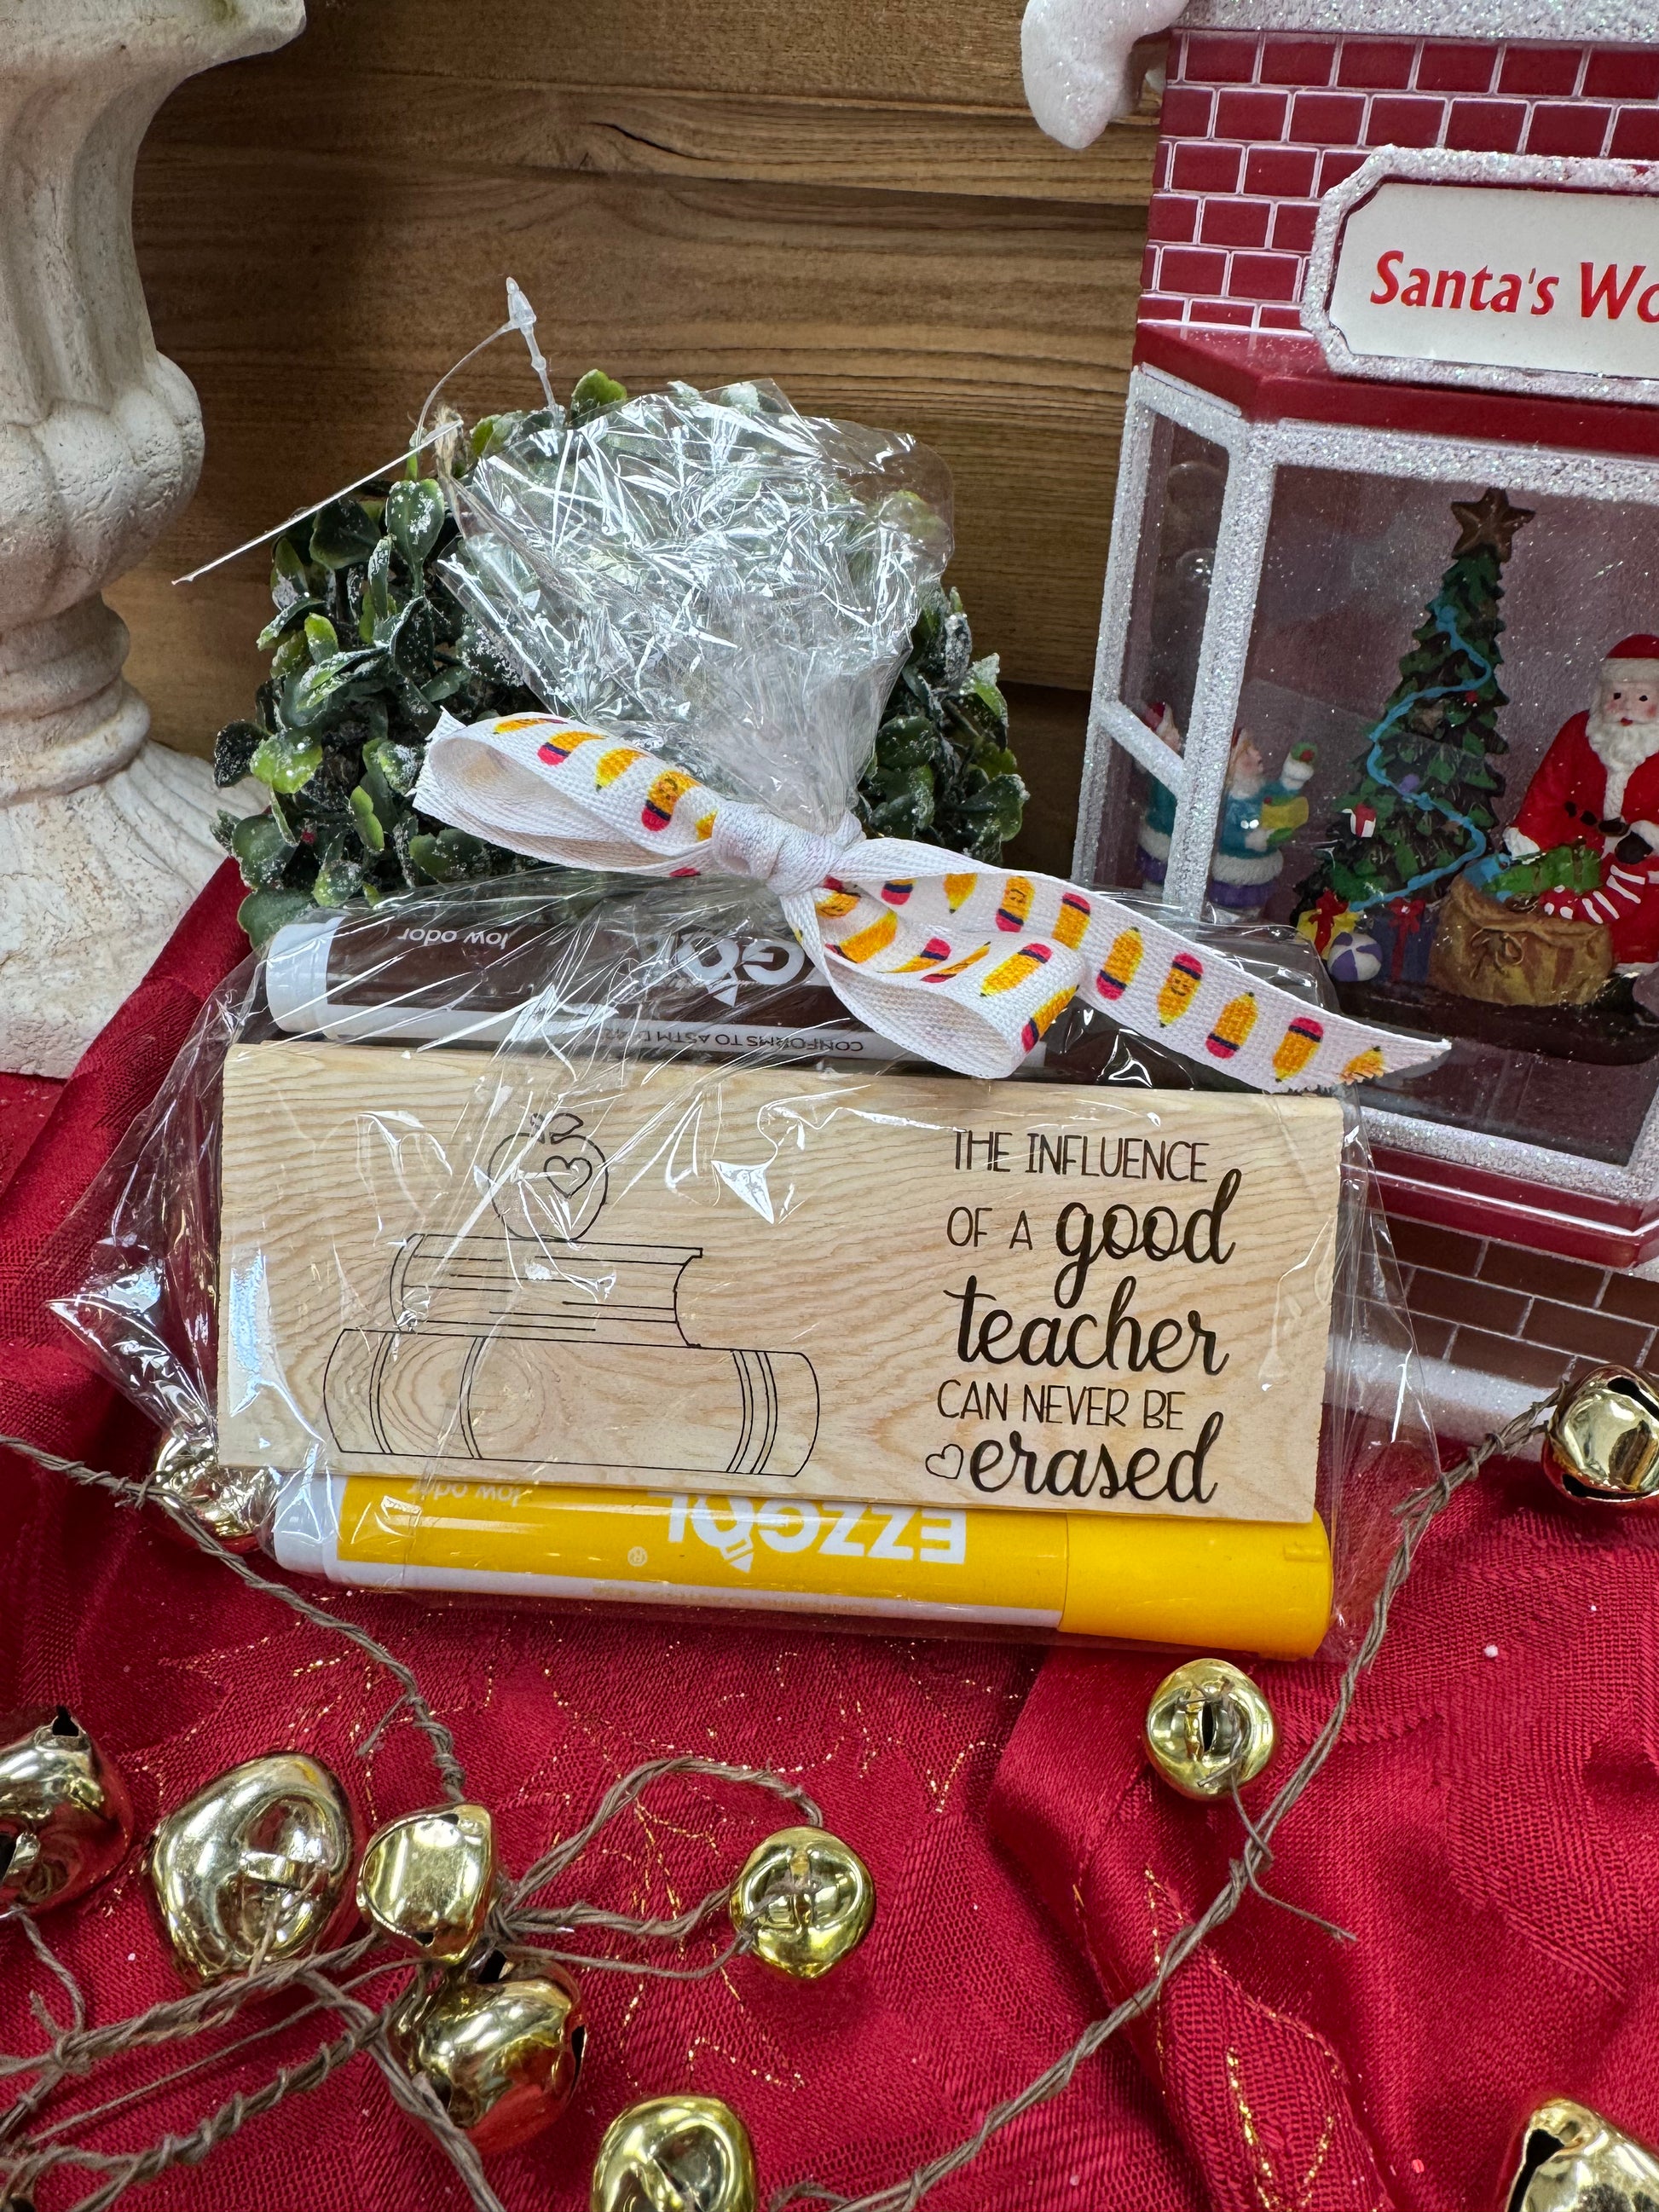 Santa's Wo
low odor
CONFORMS TO ASTM D-42
THE INFLUENCE
OF A good
teacher
CAN NEVER BE
erased
low odor
EZZGOL
®